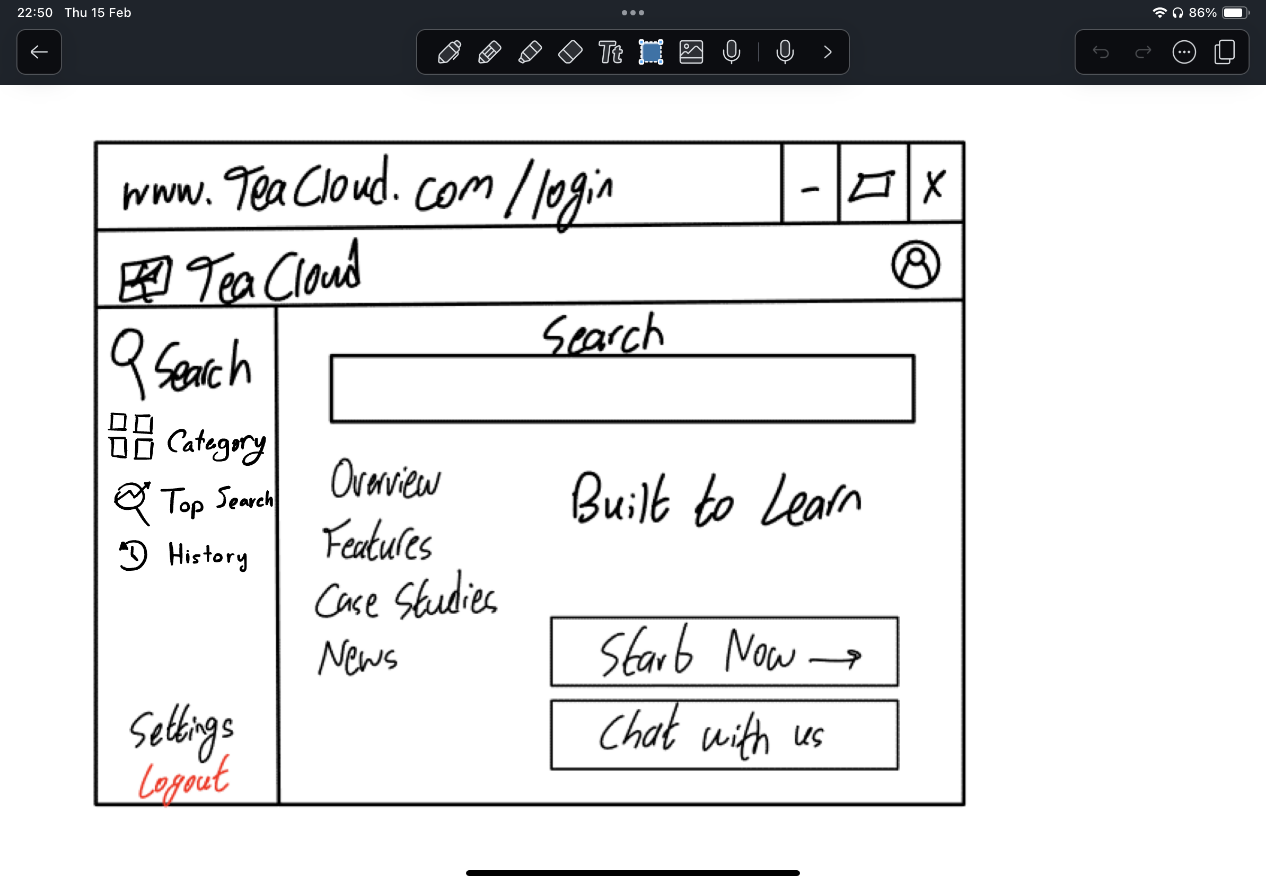 22:50 Thu 15 Feb
86%
Tt
www.TeaCloud.com/login
- X
TeaCloud
Search
Category
Top Search
History
Settings
Logout
Search
Overview
Features
Case Studies
News
Built to Learn
Start Now →
Chat with us